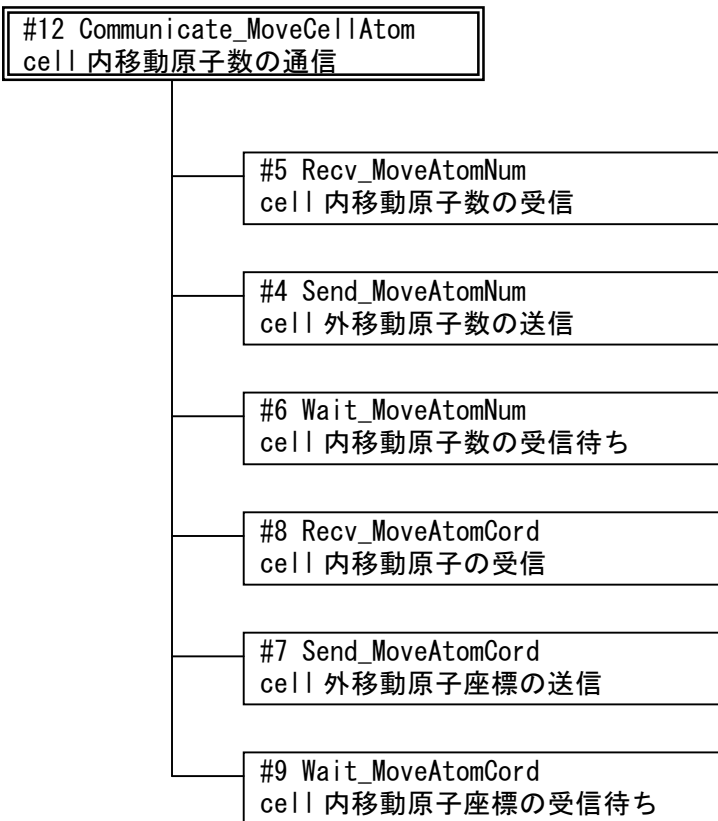 #12 Communicate_MoveCellAtom
cell 内移動原子数の通信
#5 Recv_MoveAtomNum
cell 内移動原子数の受信
#4 Send_MoveAtomNum
cell 外移動原子数の送信
#6 Wait_MoveAtomNum
cell 内移動原子数の受信待ち
#8 Recv_MoveAtomCord
cell 内移動原子の受信
#7 Send_MoveAtomCord
cell 外移動原子座標の送信
#9 Wait_MoveAtomCord
cell 内移動原子座標の受信待ち